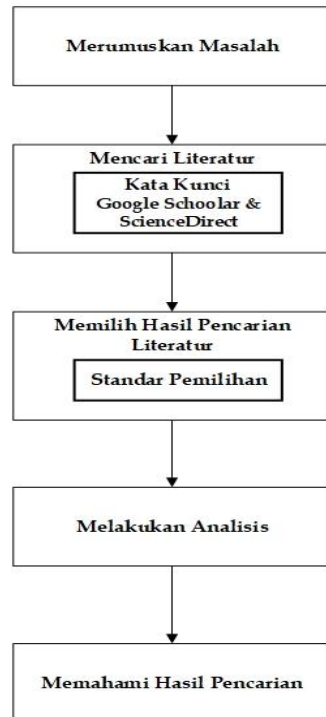 Merumuskan Masalah
Mencari Literatur
Kata Kunci
Google Schoolar &
ScienceDirect
Memilih Hasil Pencarian
Literatur
Standar Pemilihan
Melakukan Analisis
Memahami Hasil Pencarian